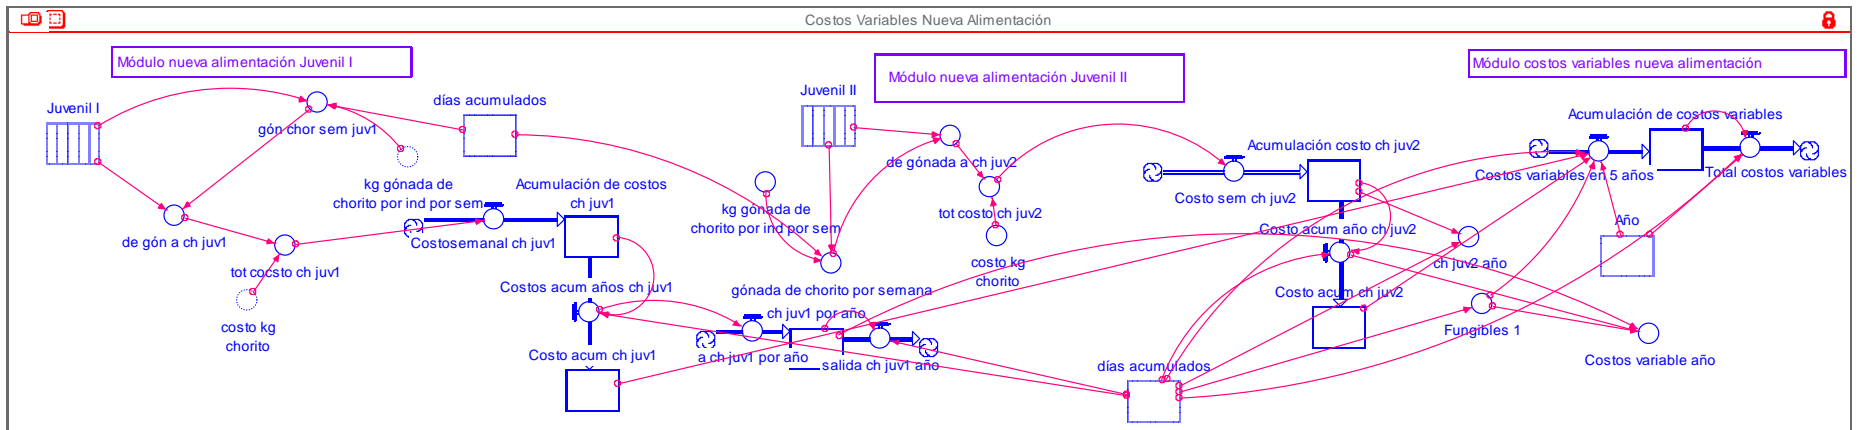 Costos Variables Nueva Alimentación
Módulo nueva alimentación Juvenil I
Módulo nueva alimentación Juvenil II
Módulo costos variables nueva alimentación
Juvenil I
gón chor sem juv1
días acumulados
kg gónada de
chorito por ind por sem
de gón a ch juv1
tot cocsto ch juv1
costo kg
chorito
Costosemanal ch juv1
Acumulación de costos
ch juv1
Costos acum años ch juv1
Costo acum ch juv1
a ch juv1 por año
ch juv1 por año
salida ch juv1 año
Juvenil II
de gónada a ch juv2
kg gónada de
chorito por ind por sem
gónada de chorito por semana
tot costo ch juv2
costo kg
chorito
Costo sem ch juv2
Acumulación costo ch juv2
Costo acum año ch juv2
Costo acum ch juv2
ch juv2 año
días acumulados
Fungibles 1
Acumulación de costos variables
Costos variables en 5 años
Total costos variables
Año
Costos variable año